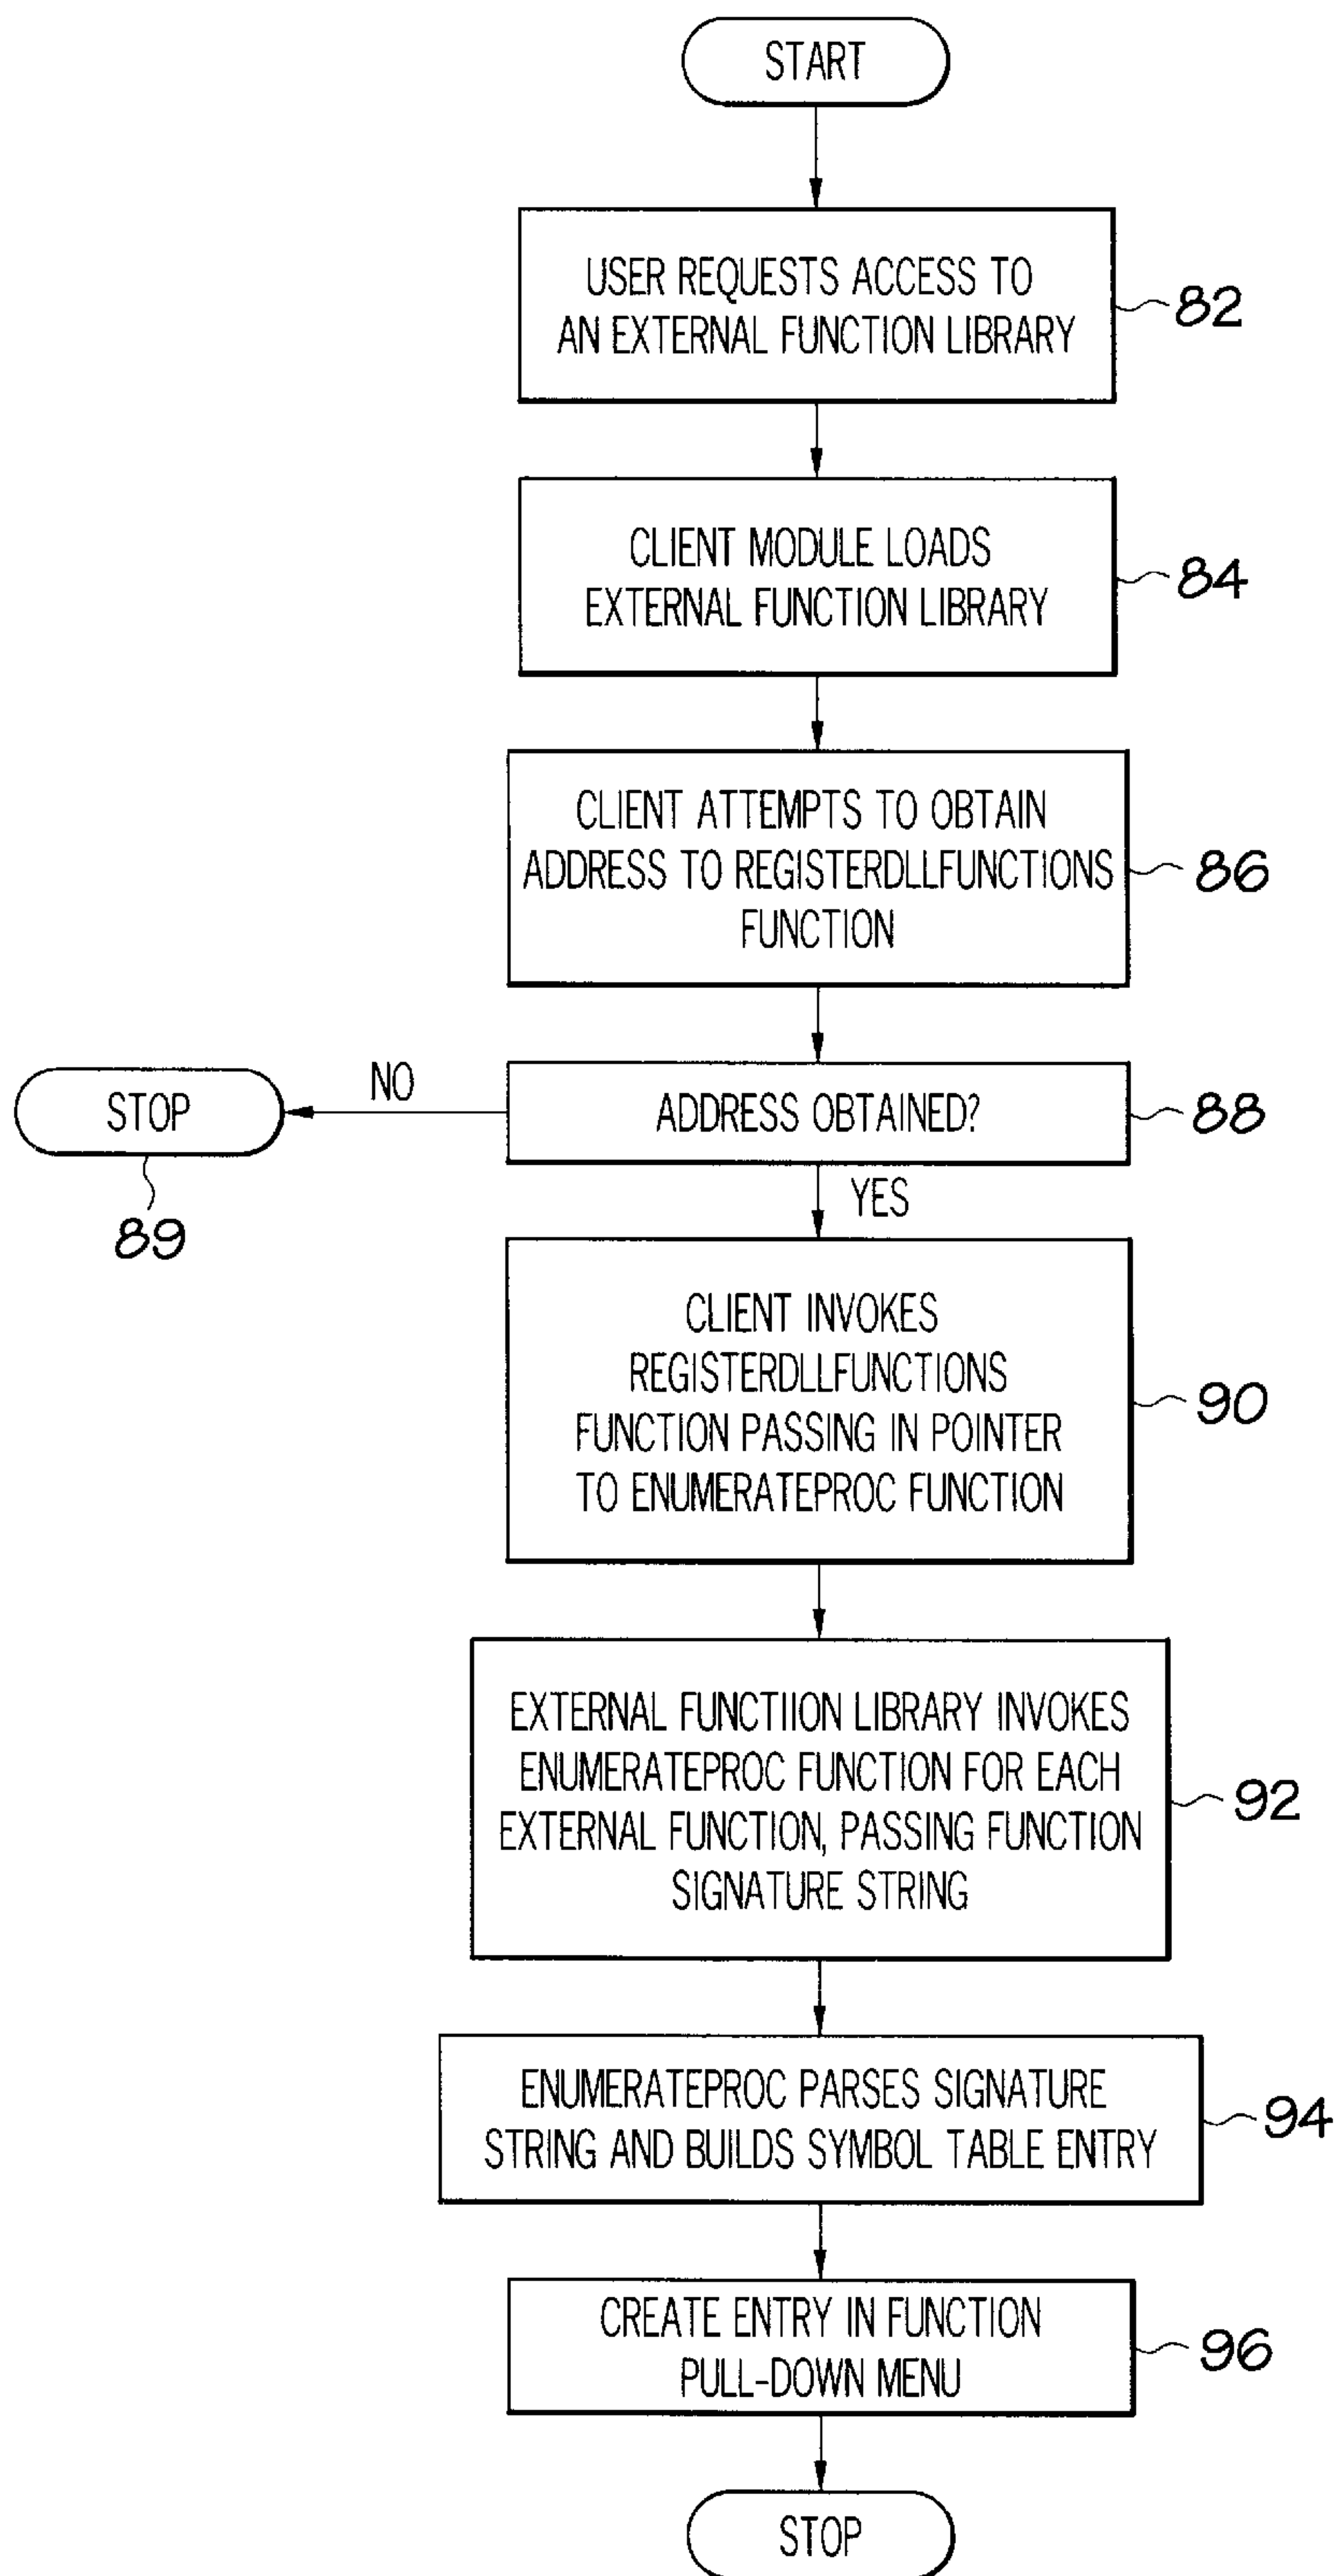 START
USER REQUESTS ACCESS TO
AN EXTERNAL FUNCTION LIBRARY
82
CLIENT MODULE LOADS
EXTERNAL FUNCTION LIBRARY
84
CLIENT ATTEMPTS TO OBTAIN
ADDRESS TO REGISTERDLLFUNCTIONS
FUNCTION
86
ADDRESS OBTAINED?
88
NO
STOP
89
YES
CLIENT INVOKES
REGISTERDLLFUNCTIONS
FUNCTION PASSING IN POINTER
TO ENUMERATEPROC FUNCTION
90
EXTERNAL FUNCTIION LIBRARY INVOKES
ENUMERATEPROC FUNCTION FOR EACH
EXTERNAL FUNCTION, PASSING FUNCTION
SIGNATURE STRING
92
ENUMERATEPROC PARSES SIGNATURE
STRING AND BUILDS SYMBOL TABLE ENTRY
94
CREATE ENTRY IN FUNCTION
PULL-DOWN MENU
96
STOP